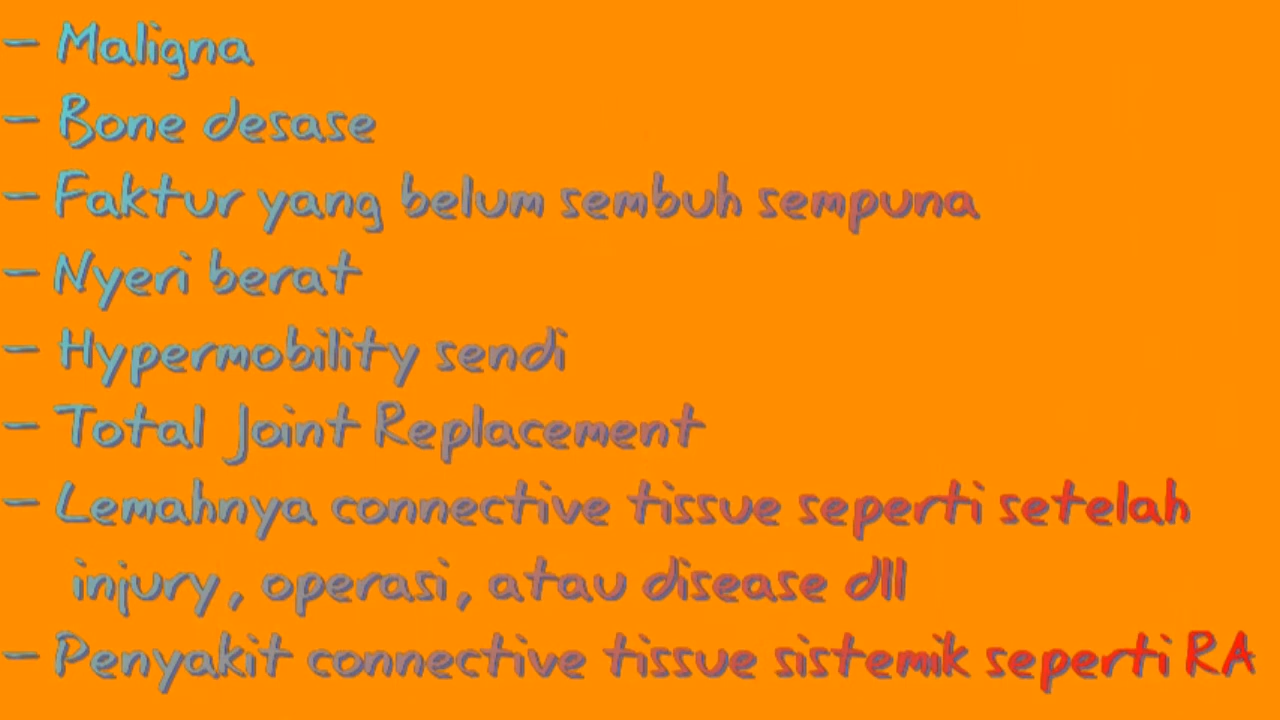 - Maligna
- Bone desase
- Faktur yang belum sembuh sempuna
- Nyeri berat
- Hypermobility sendi
- Total Joint Replacement
- Lemahnya connective tissue seperti setelah
injury, operasi, atau disease dll
- Penyakit connective tissue sistemik seperti RA